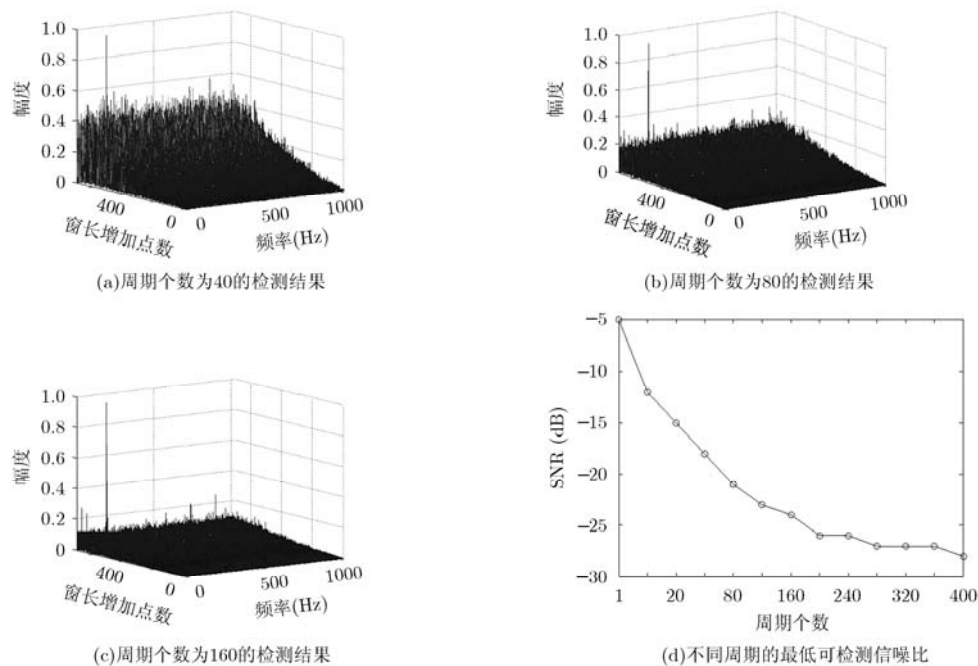 1.0
0.8
0.6
0.4
0.2
0
幅度
400
0
窗长增加点数
0
500
1000
频率(Hz)
(a)周期个数为40的检测结果
1.0
0.8
0.6
0.4
0.2
0
幅度
400
0
窗长增加点数
0
500
1000
频率(Hz)
(b)周期个数为80的检测结果
1.0
0.8
0.6
0.4
0.2
0
幅度
400
0
窗长增加点数
0
500
1000
频率(Hz)
(c)周期个数为160的检测结果
−5
−10
−15
−20
−25
−30
SNR (dB)
1 20 80 160 240 320 400
周期个数
(d)不同周期的最低可检测信噪比